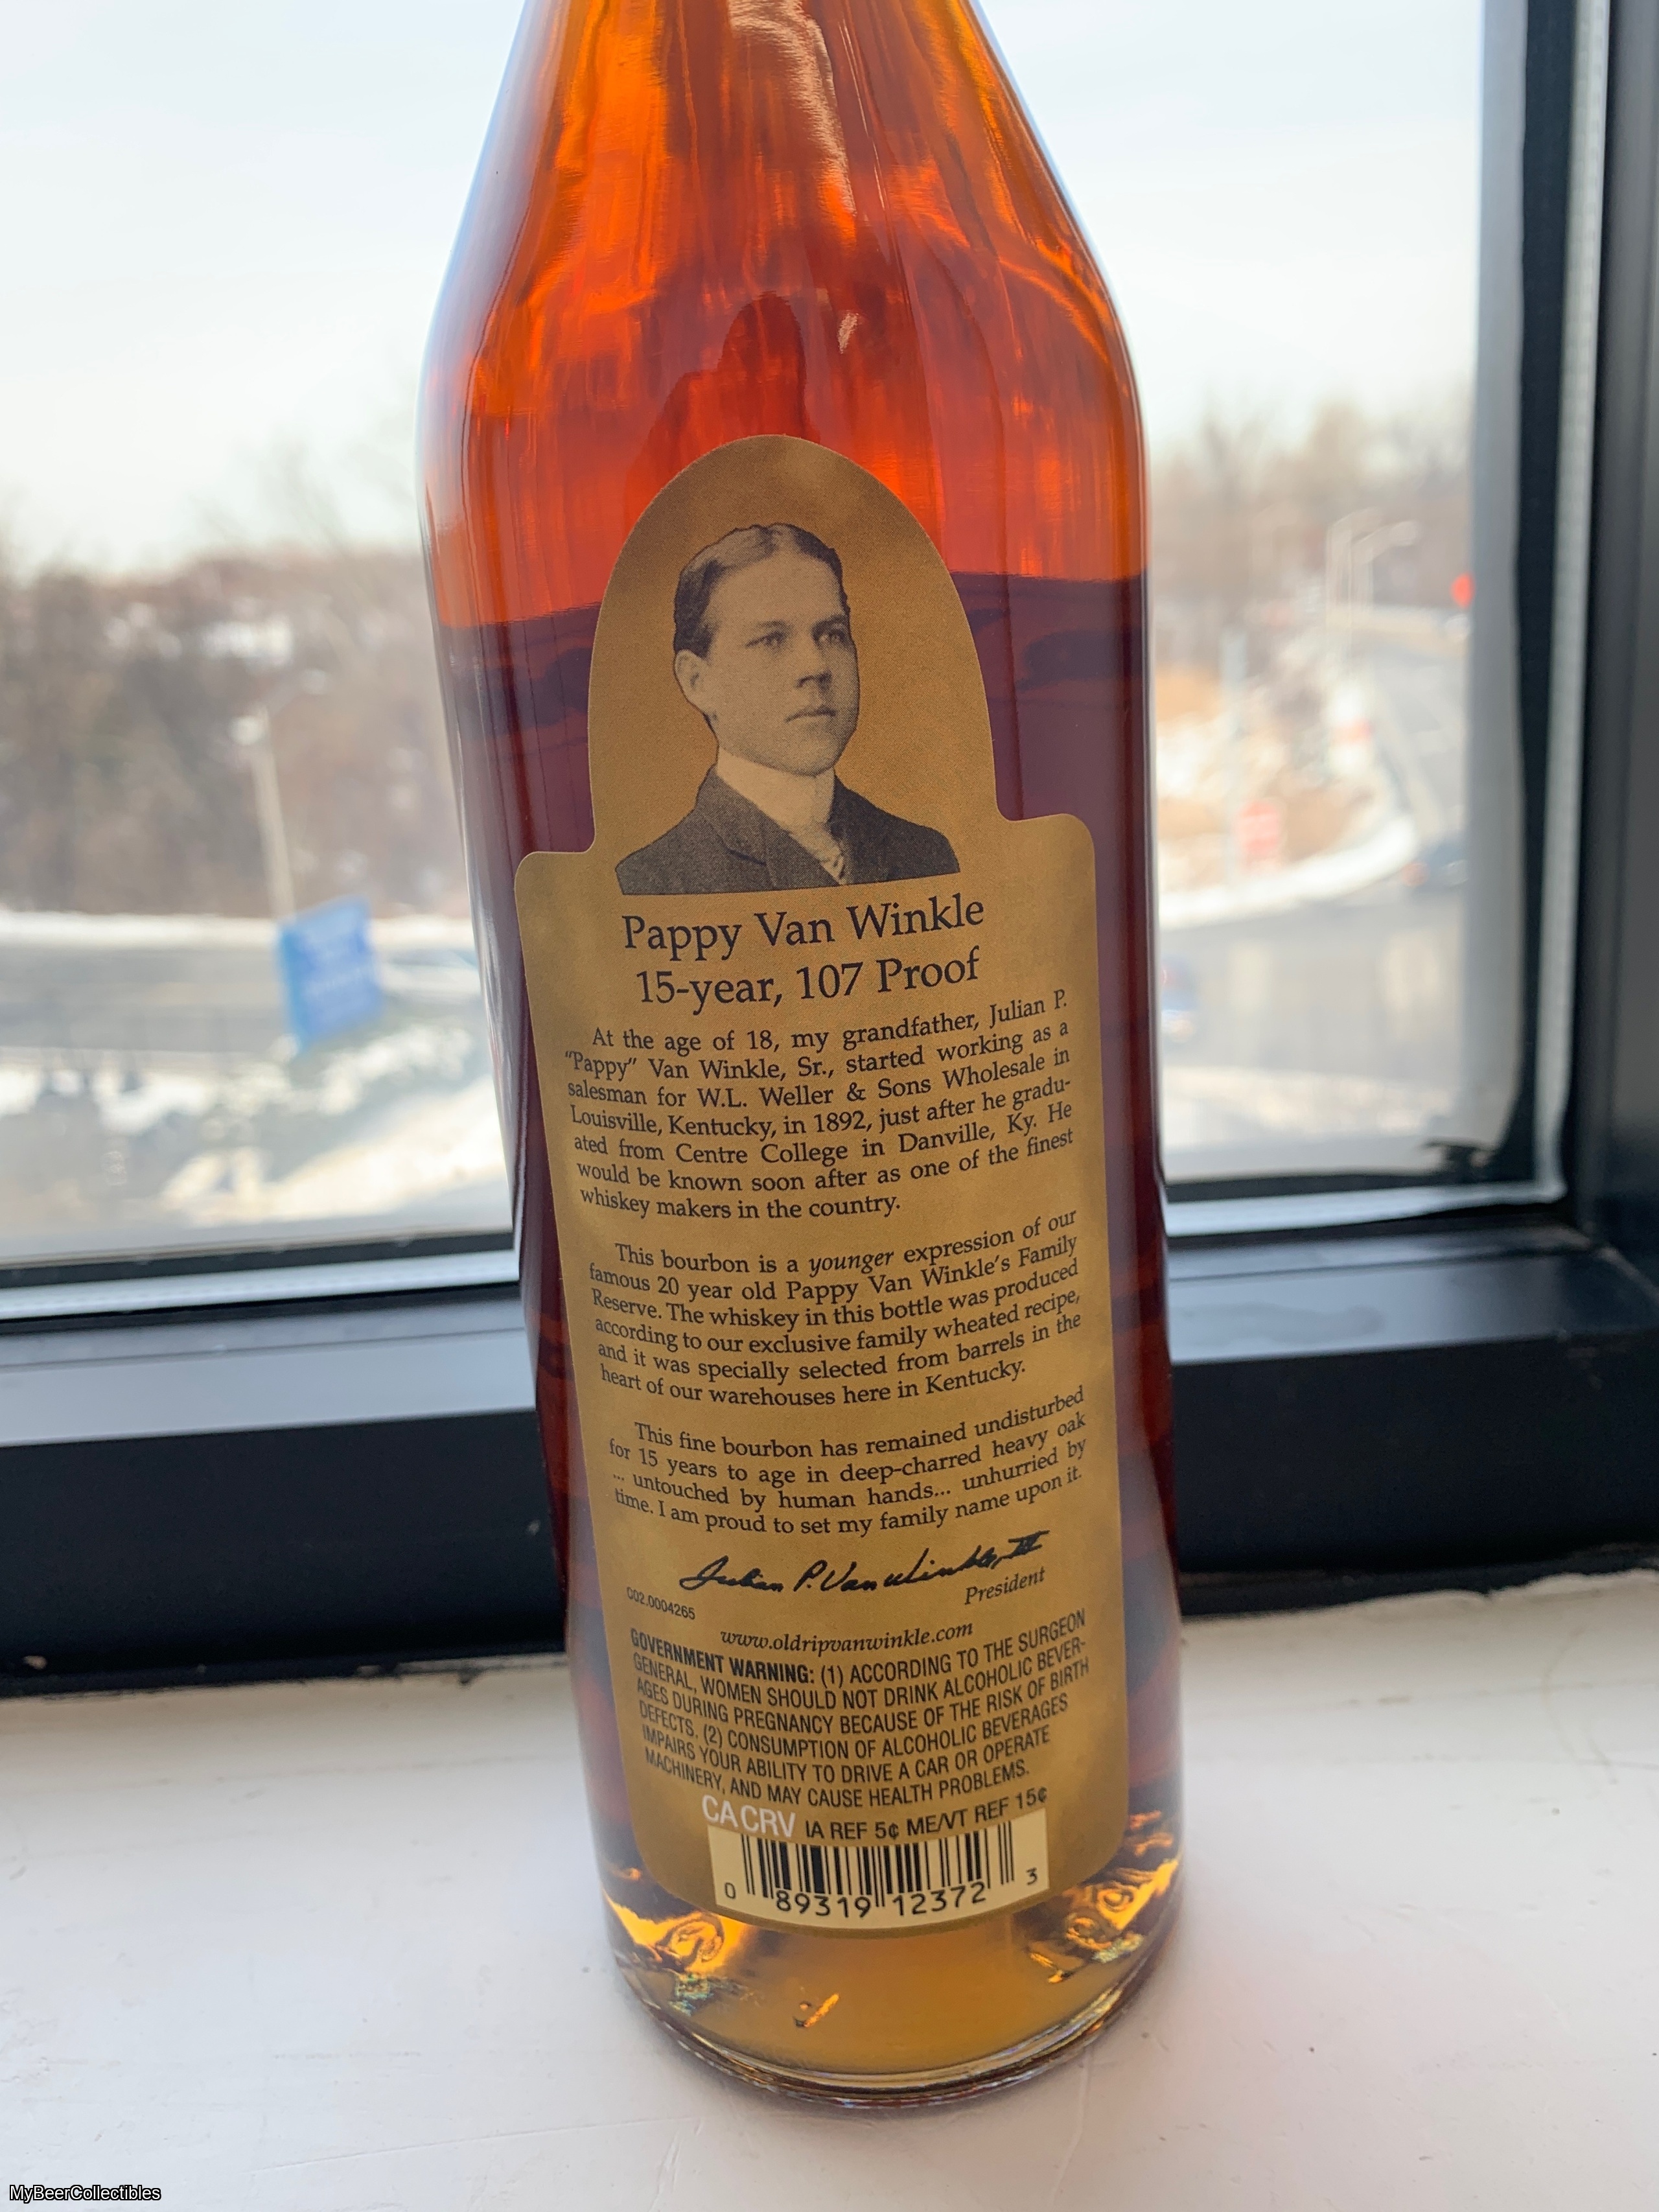 Pappy Van Winkle
15-year, 107 Proof
At the age of 18, my grandfather, Julian P.
"Pappy" Van Winkle, Sr., started working as a
salesman for W.L. Weller & Sons Wholesale in
Louisville, Kentucky, in 1892, just after he gradu-
ated from Centre College in Danville, Ky. He
would be known soon after as one of the finest
whiskey makers in the country.
This bourbon is a younger expression of our
famous 20 year old Pappy Van Winkle's Family
Reserve. The whiskey in this bottle was produced
according to our exclusive family wheated recipe,
and it was specially selected from barrels in the
heart of our warehouses here in Kentucky.
This fine bourbon has remained undisturbed
for 15 years to age in deep-charred heavy oak
... untouched by human hands... unhurried by
time. I am proud to set my family name upon it.
Julian P. Van Winkle, III
President
C02.0004265
www.oldripvanwinkle.com
GOVERNMENT WARNING: (1) ACCORDING TO THE SURGEON
GENERAL, WOMEN SHOULD NOT DRINK ALCOHOLIC BEVER-
AGES DURING PREGNANCY BECAUSE OF THE RISK OF BIRTH
DEFECTS. (2) CONSUMPTION OF ALCOHOLIC BEVERAGES
IMPAIRS YOUR ABILITY TO DRIVE A CAR OR OPERATE
MACHINERY, AND MAY CAUSE HEALTH PROBLEMS.
CA CRV IA REF 5¢ ME/VT REF 15¢
0 89319 12372 3
MyBeerCollectibles